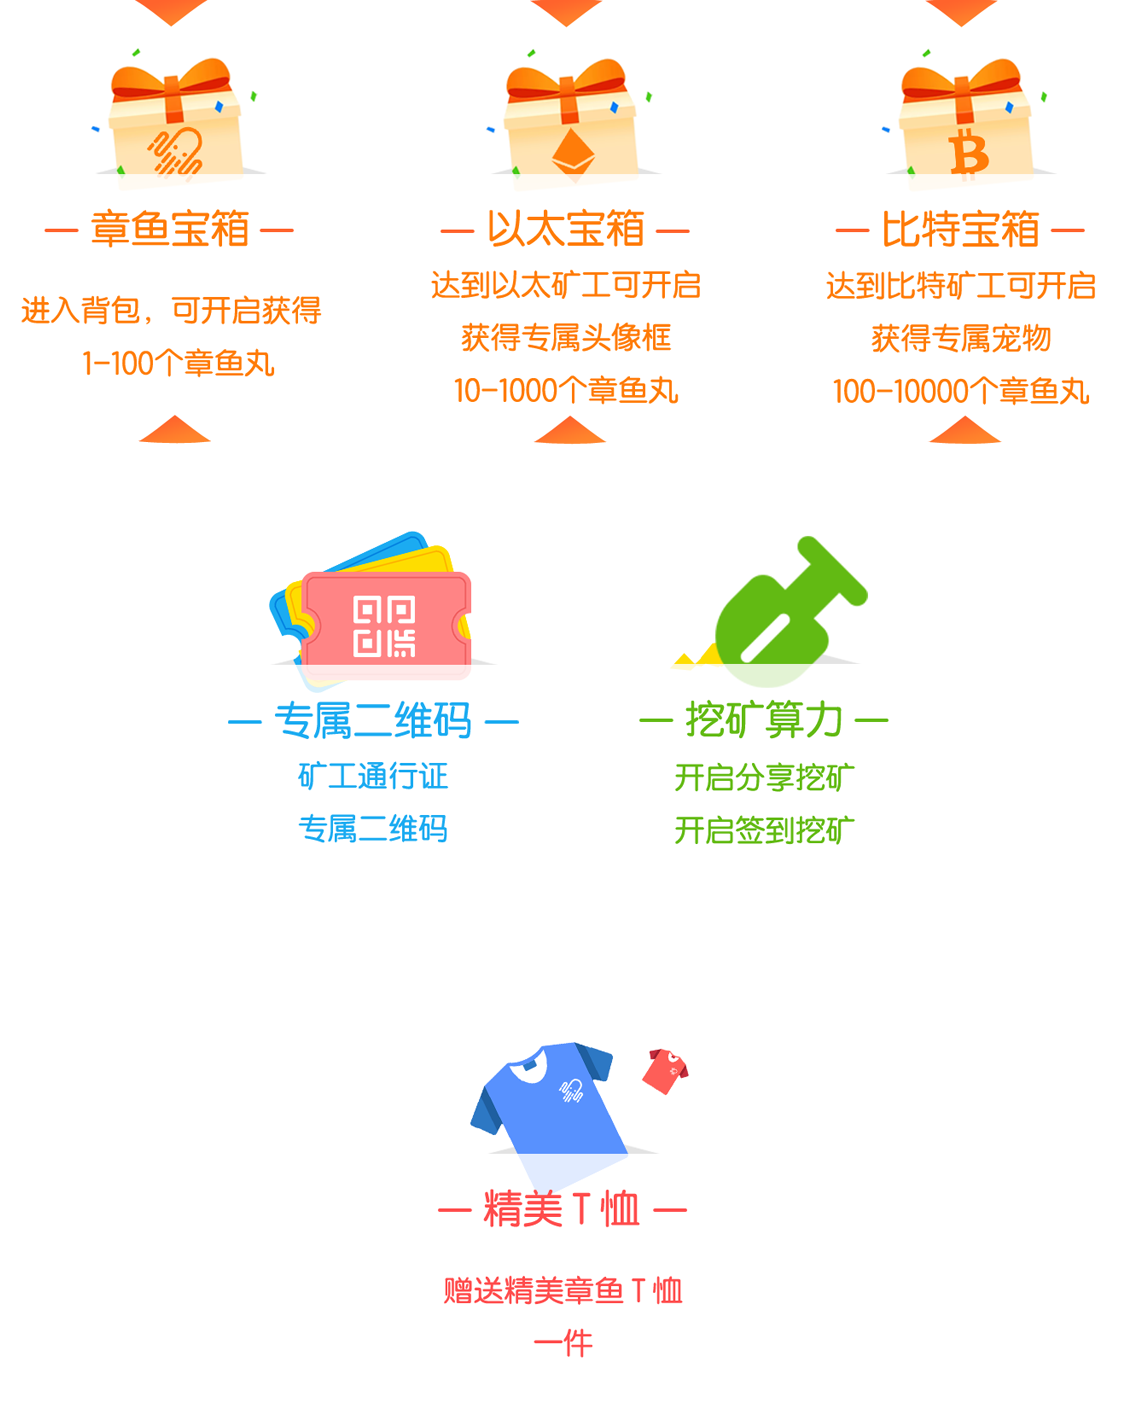 章鱼宝箱
进入背包，可开启获得
1-100个章鱼丸
以太宝箱
达到以太矿工可开启
获得专属头像框
10-1000个章鱼丸
比特宝箱
达到比特矿工可开启
获得专属宠物
100-10000个章鱼丸
专属二维码
矿工通行证
专属二维码
挖矿算力
开启分享挖矿
开启签到挖矿
精美T恤
赠送精美章鱼T恤
一件